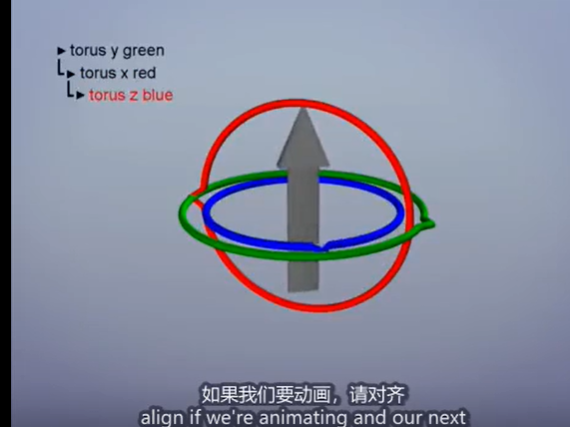 torus y green
torus x red
torus z blue
如果我们要动画，请对齐
align if we're animating and our next